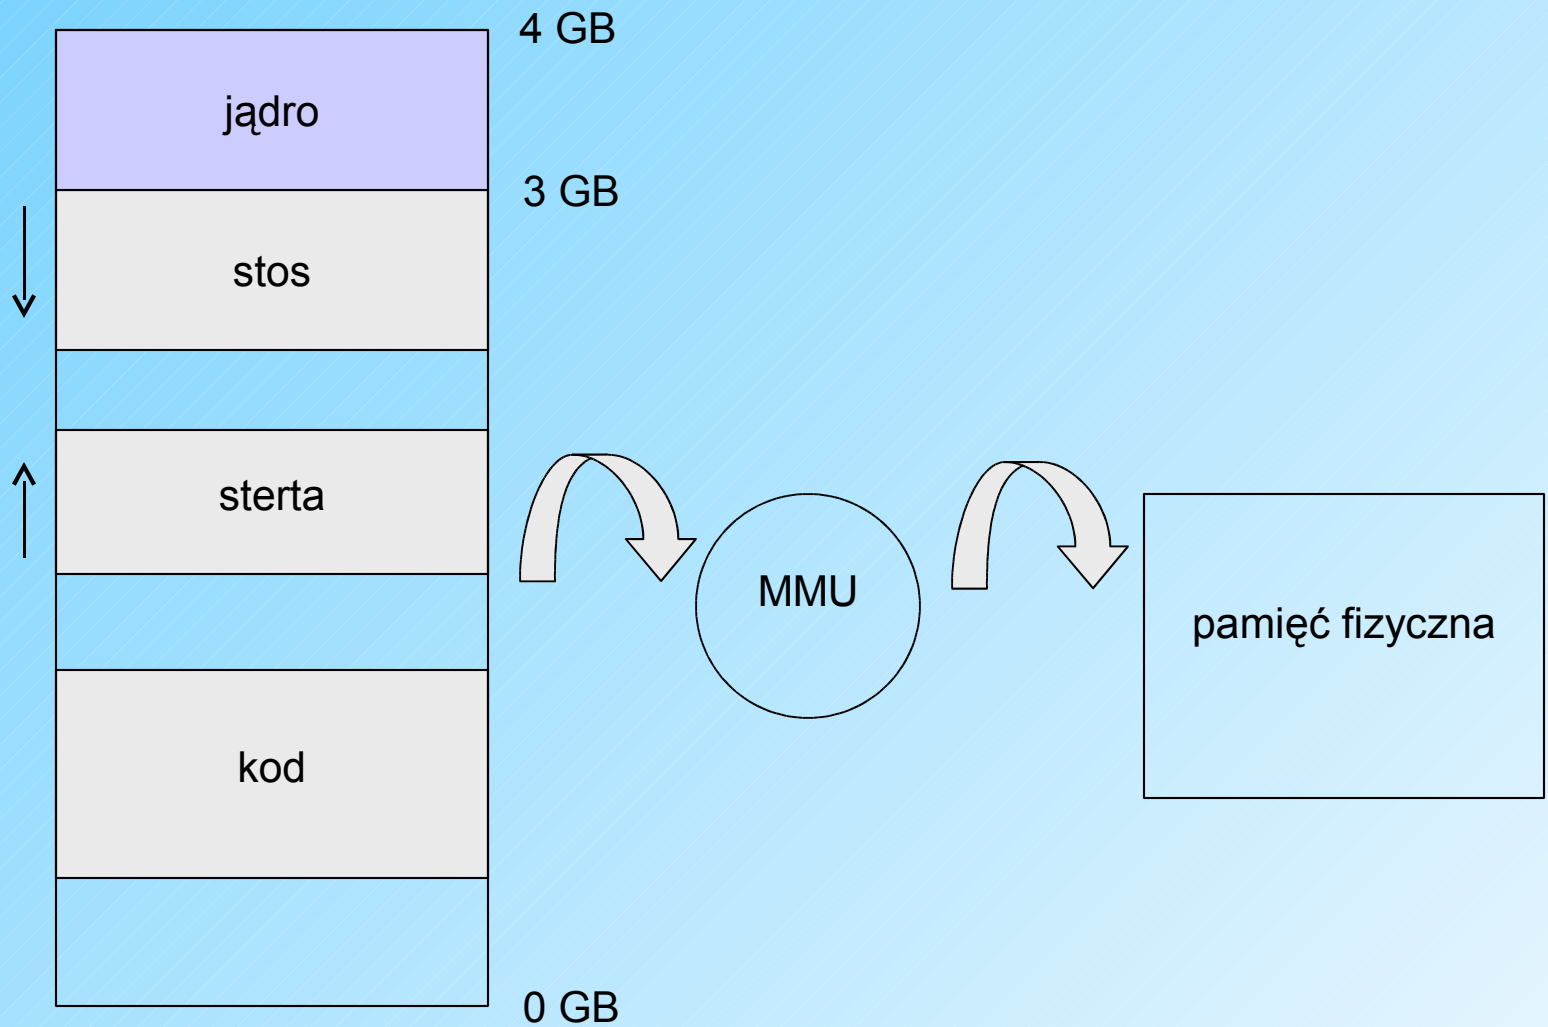 4 GB
jądro
3 GB
stos
sterta
MMU
pamięć fizyczna
kod
0 GB